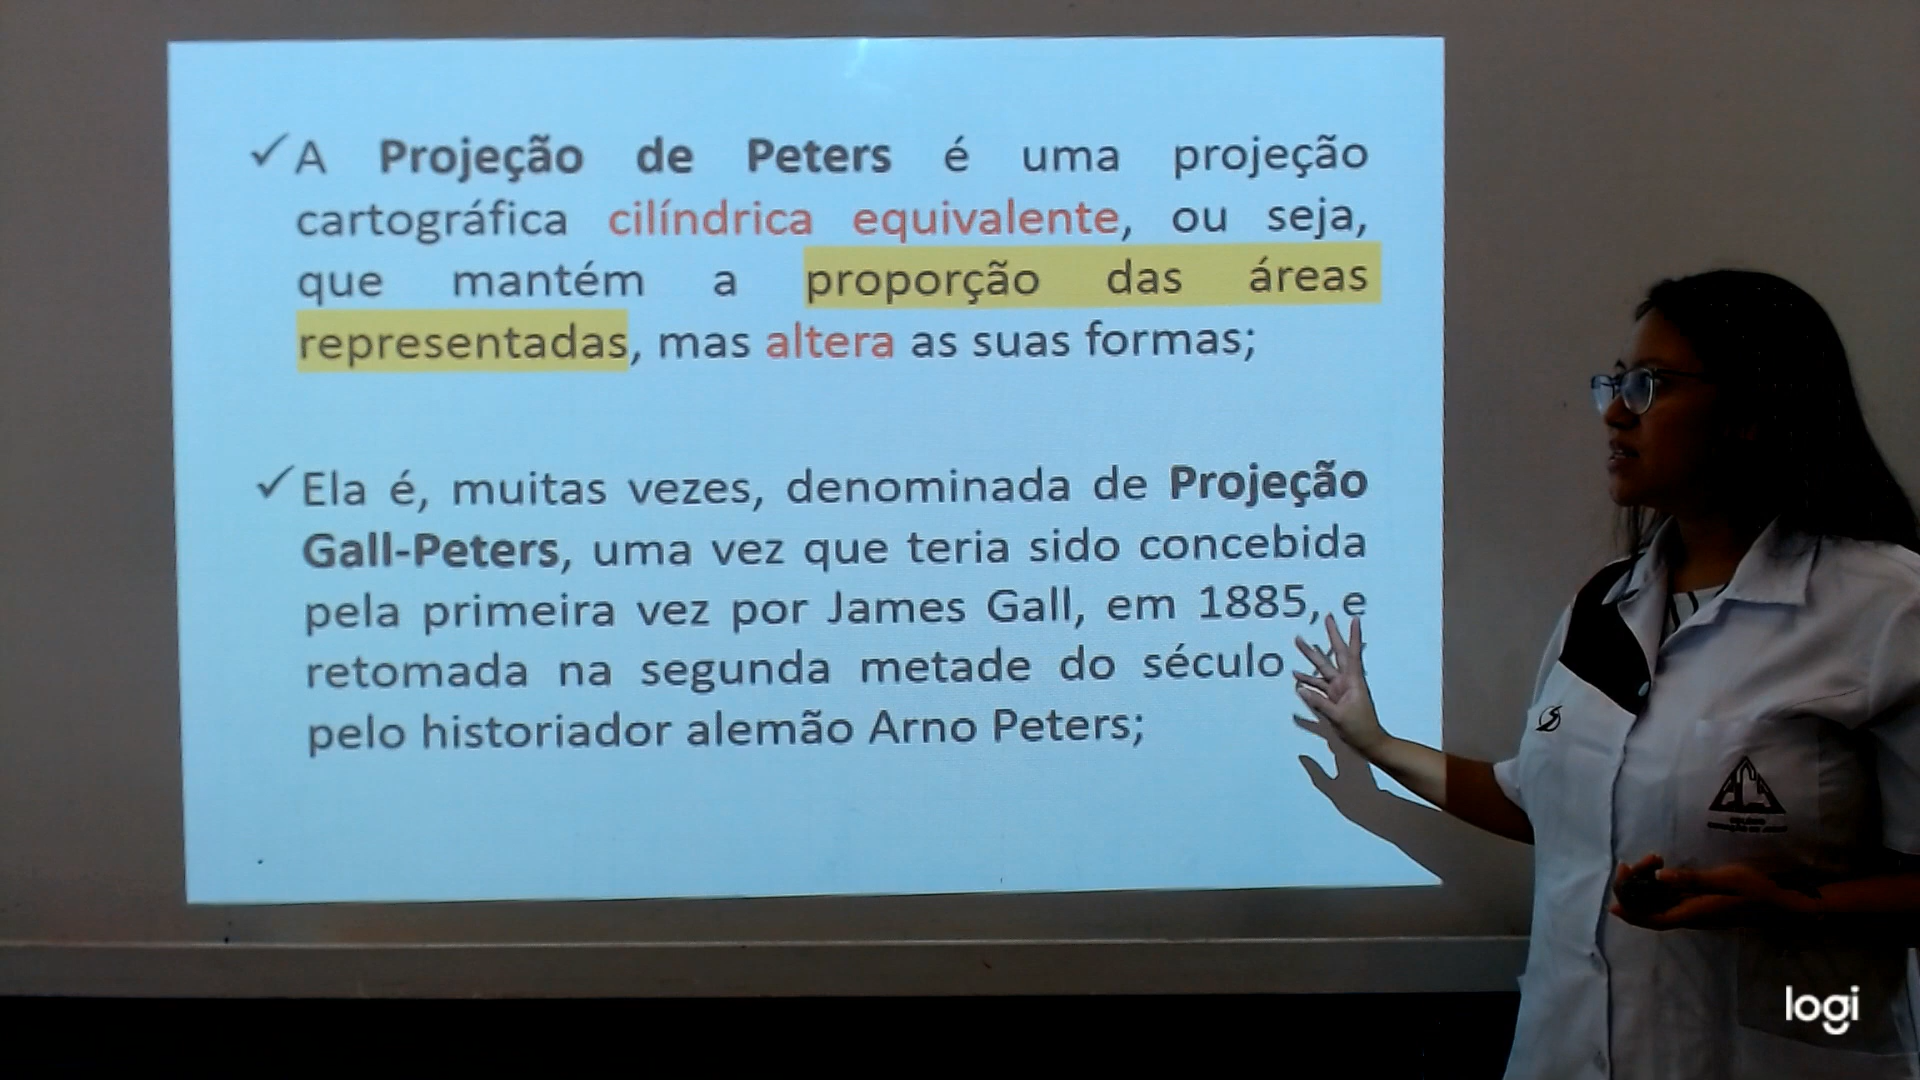 ✓ A Projeção de Peters é uma projeção
cartográfica cilíndrica equivalente, ou seja,
que mantém a proporção das áreas
representadas, mas altera as suas formas;
✓ Ela é, muitas vezes, denominada de Projeção
Gall-Peters, uma vez que teria sido concebida
pela primeira vez por James Gall, em 1885, e
retomada na segunda metade do século
pelo historiador alemão Arno Peters;
logi